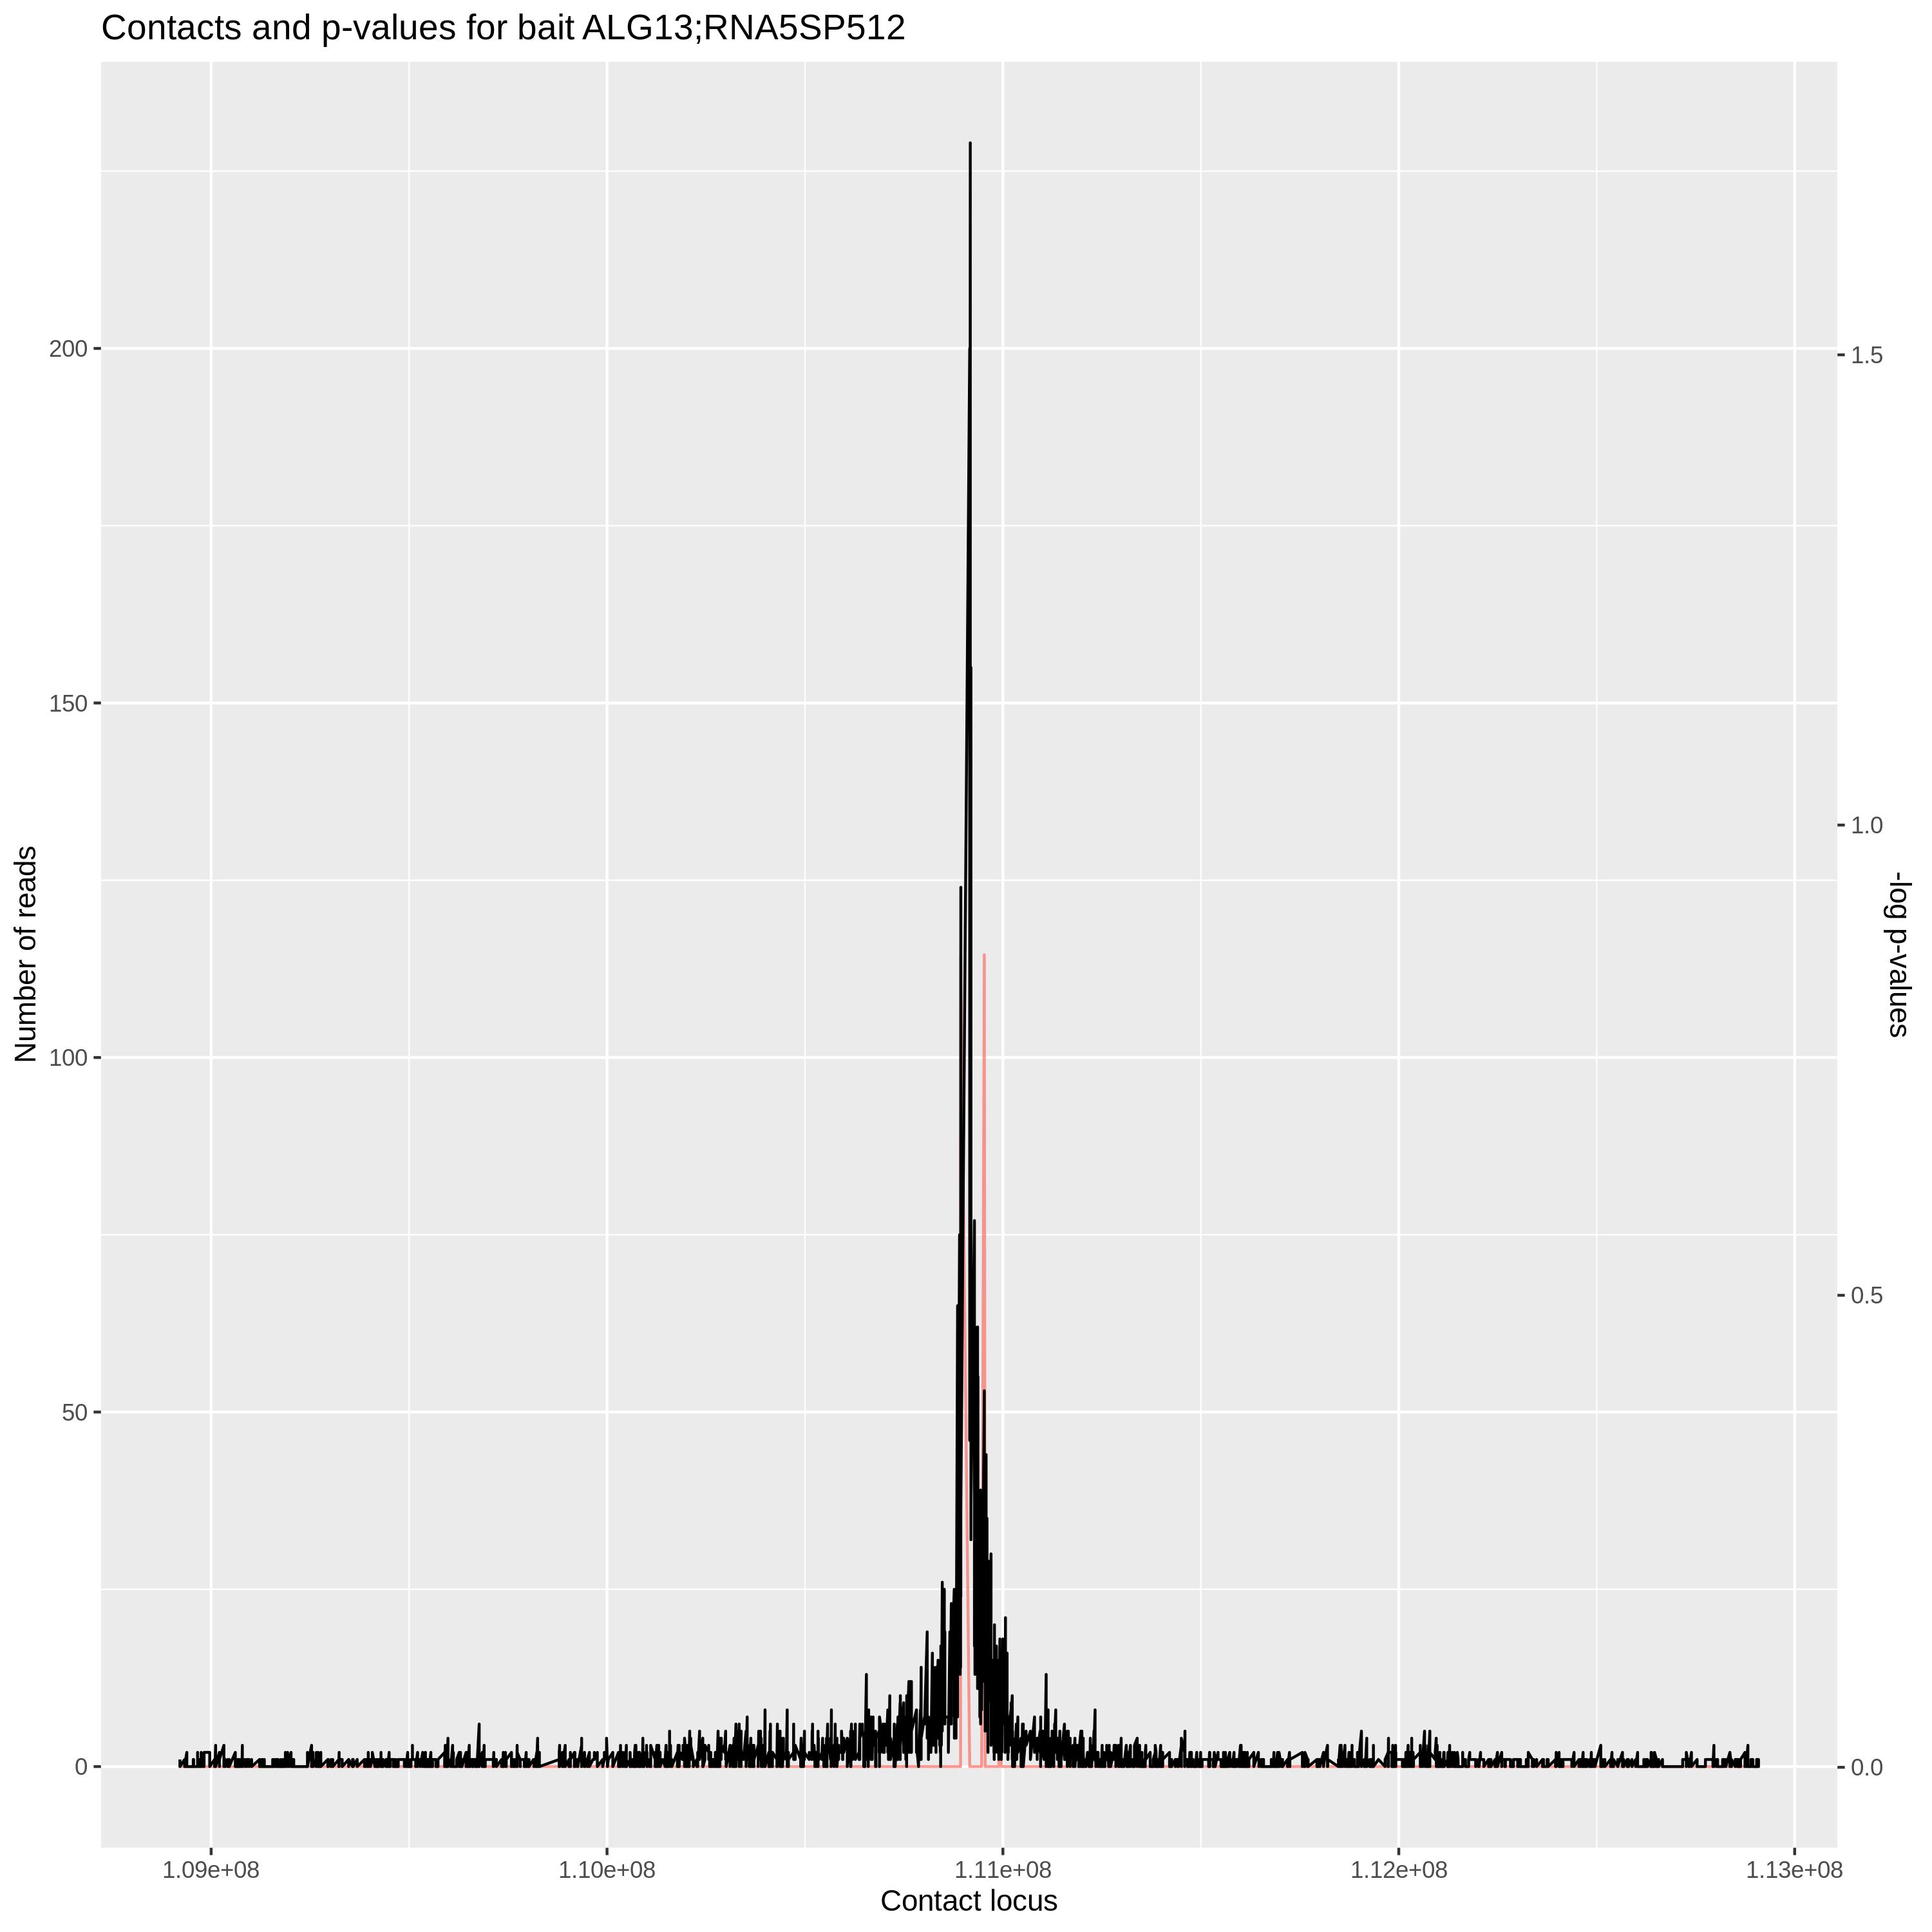 Contacts and p-values for bait ALG13;RNA5SP512
200
150
100
50
0
Number of reads
1.5
1.0
0.5
0.0
-log p-values
1.09e+08
1.10e+08
1.11e+08
1.12e+08
1.13e+08
Contact locus